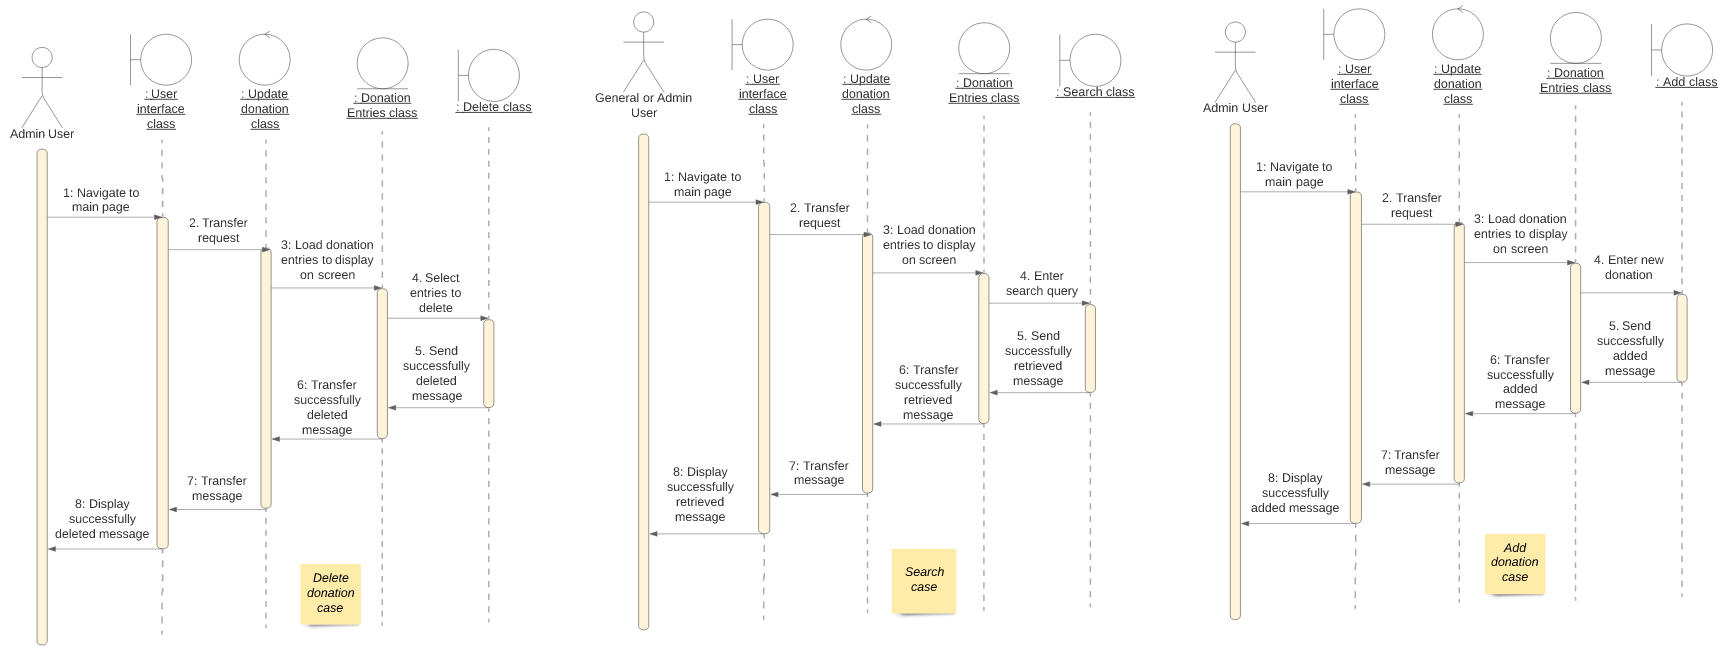 Admin User
: User
interface
class
: Update
donation
class
: Donation
Entries class
: Delete class
1: Navigate to
main page
2. Transfer
request
3: Load donation
entries to display
on screen
4. Select
entries to
delete
5. Send
successfully
deleted
message
6: Transfer
successfully
deleted
message
7: Transfer
message
8: Display
successfully
deleted message
Delete
donation
case
General or Admin
User
: User
interface
class
: Update
donation
class
: Donation
Entries class
: Search class
1: Navigate to
main page
2. Transfer
request
3: Load donation
entries to display
on screen
4. Enter
search query
5. Send
successfully
retrieved
message
6: Transfer
successfully
retrieved
message
7: Transfer
message
8: Display
successfully
retrieved
message
Search
case
Admin User
: User
interface
class
: Update
donation
class
: Donation
Entries class
: Add class
1: Navigate to
main page
2. Transfer
request
3: Load donation
entries to display
on screen
4. Enter new
donation
5. Send
successfully
added
message
6: Transfer
successfully
added
message
7: Transfer
message
8: Display
successfully
added message
Add
donation
case